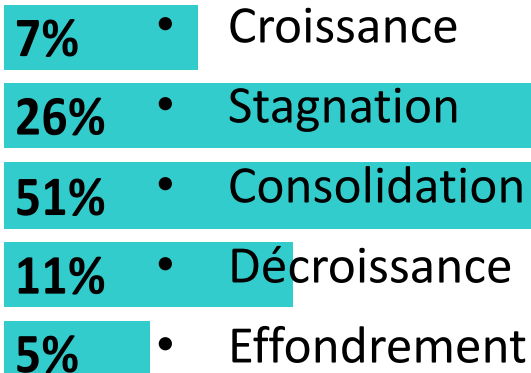 7% • Croissance
26% • Stagnation
51% • Consolidation
11% • Décroissance
5% • Effondrement